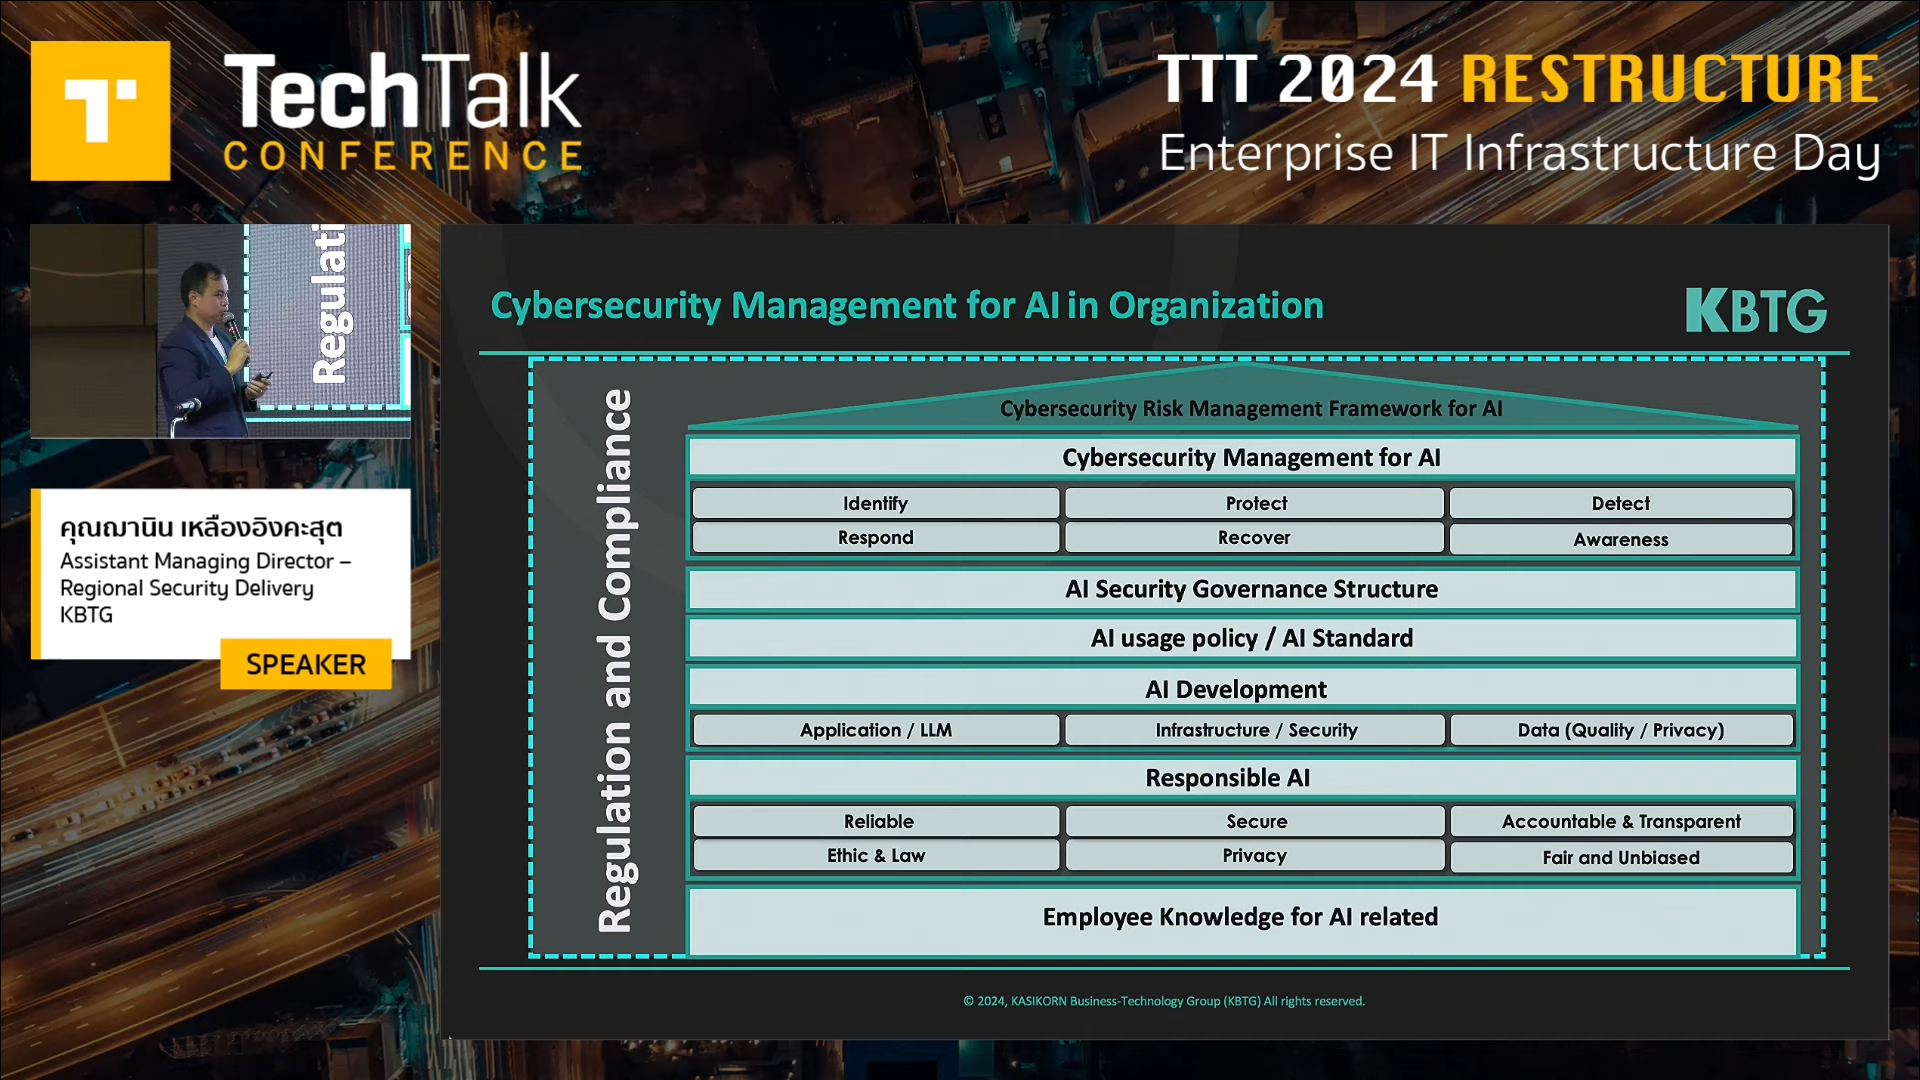 TechTalk
CONFERENCE
TTT 2024 RESTRUCTURE
Enterprise IT Infrastructure Day
Regulati
คุณฌานิน เหลืองอิงคะสุต
Assistant Managing Director –
Regional Security Delivery
KBTG
SPEAKER
Cybersecurity Management for AI in Organization
KBTG
Regulation and Compliance
Cybersecurity Risk Management Framework for AI
Cybersecurity Management for AI
Identify Protect Detect
Respond Recover Awareness
AI Security Governance Structure
AI usage policy / AI Standard
AI Development
Application / LLM Infrastructure / Security Data (Quality / Privacy)
Responsible AI
Reliable Secure Accountable & Transparent
Ethic & Law Privacy Fair and Unbiased
Employee Knowledge for AI related
© 2024, KASIKORN Business-Technology Group (KBTG) All rights reserved.